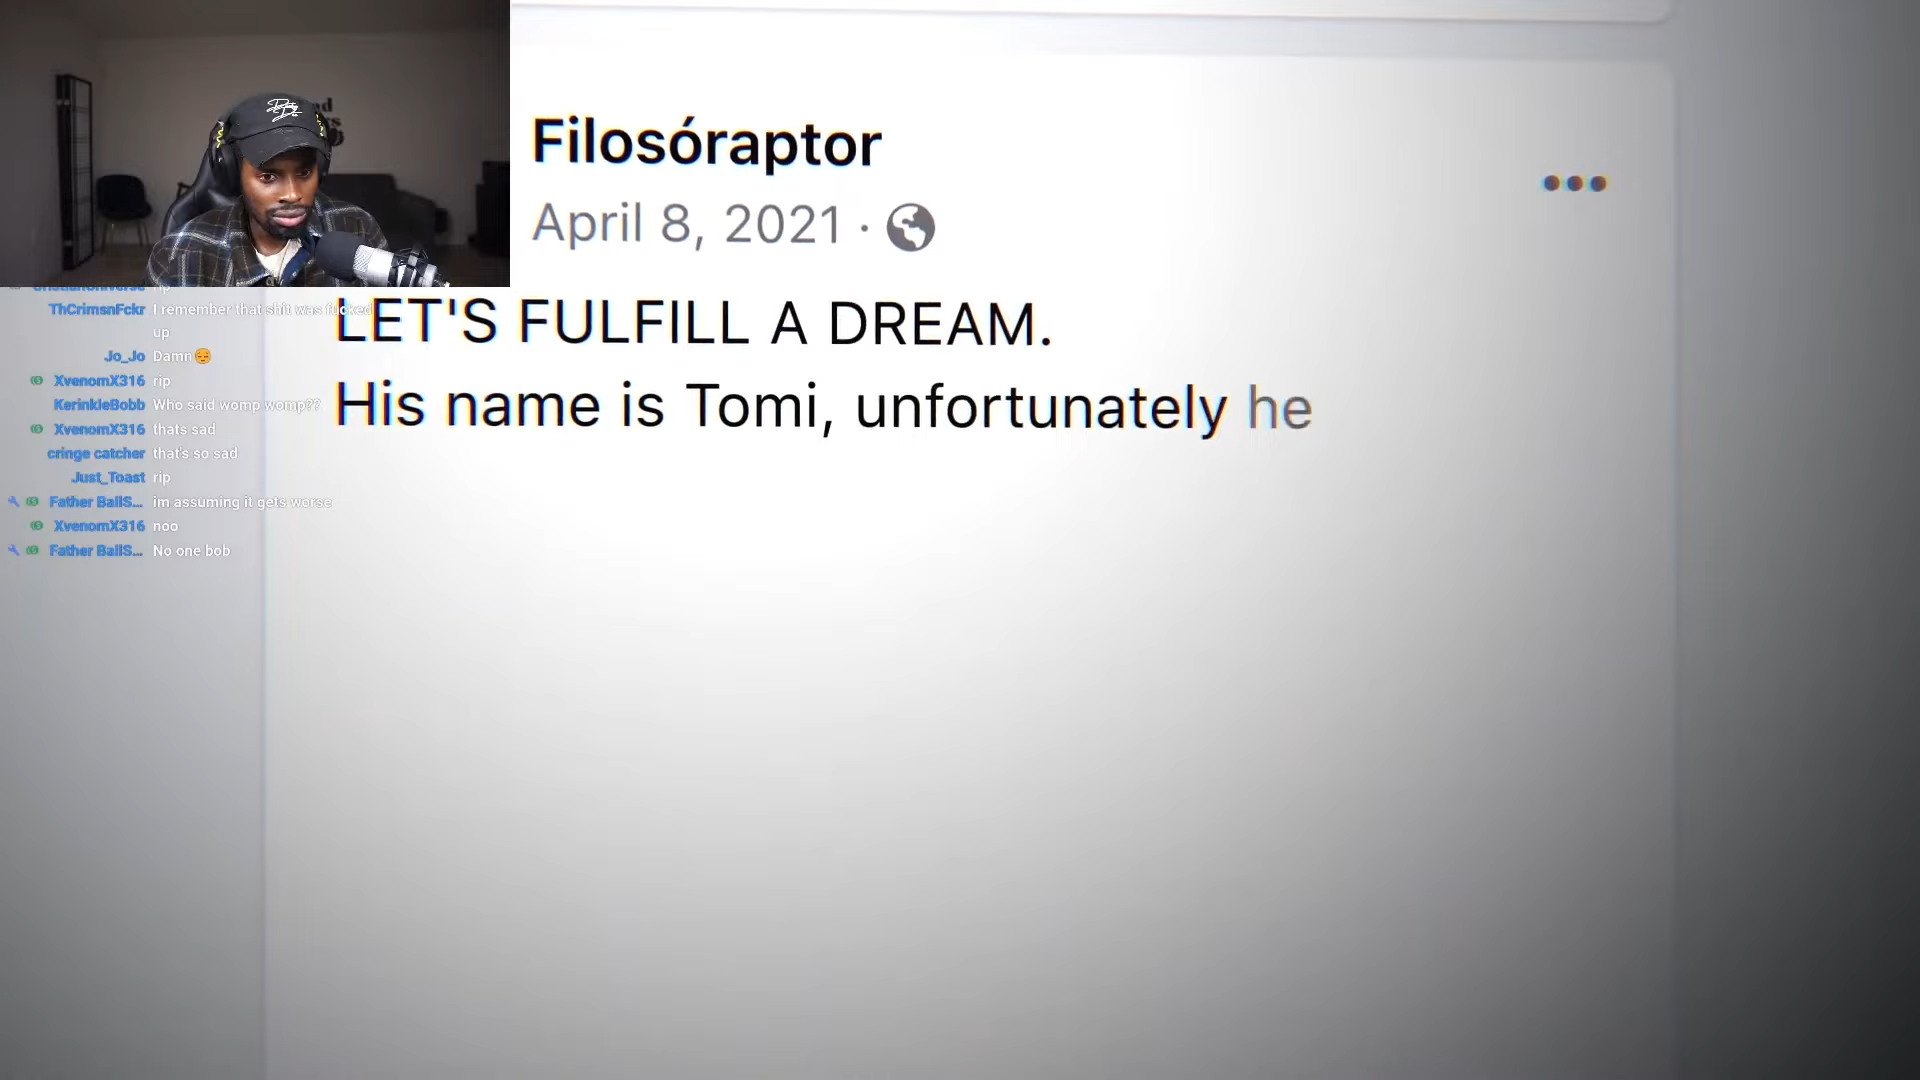 Filosóraptor
April 8, 2021 ·
LET'S FULFILL A DREAM.
His name is Tomi, unfortunately he
ThCrimsnFckr I remember that shit was fucked
up
Jo_Jo Damn😔
XvenomX316 rip
KerinkleBobb Who said womp womp??
XvenomX316 thats sad
cringe catcher that's so sad
Just_Toast rip
Father BallS... im assuming it gets worse
XvenomX316 noo
Father BallS... No one bob